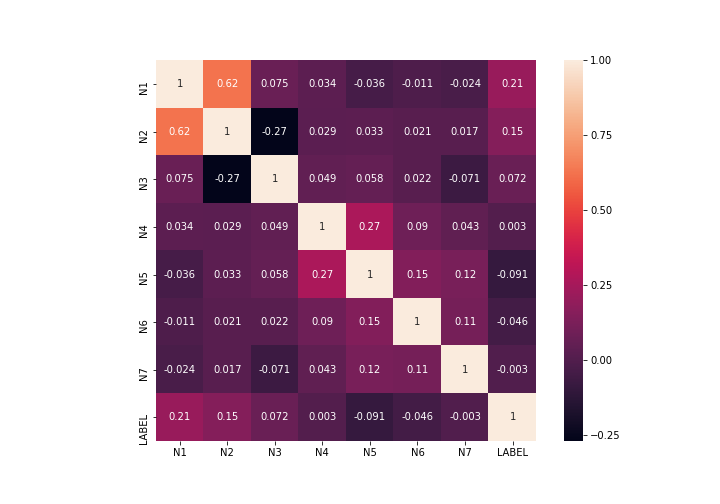 N1 1 0.62 0.075 0.034 -0.036 -0.011 -0.024 0.21
N2 0.62 1 -0.27 0.029 0.033 0.021 0.017 0.15
N3 0.075 -0.27 1 0.049 0.058 0.022 -0.071 0.072
N4 0.034 0.029 0.049 1 0.27 0.09 0.043 0.003
N5 -0.036 0.033 0.058 0.27 1 0.15 0.12 -0.091
N6 -0.011 0.021 0.022 0.09 0.15 1 0.11 -0.046
N7 -0.024 0.017 -0.071 0.043 0.12 0.11 1 -0.003
LABEL 0.21 0.15 0.072 0.003 -0.091 -0.046 -0.003 1
N1 N2 N3 N4 N5 N6 N7 LABEL
1.00
0.75
0.50
0.25
0.00
−0.25